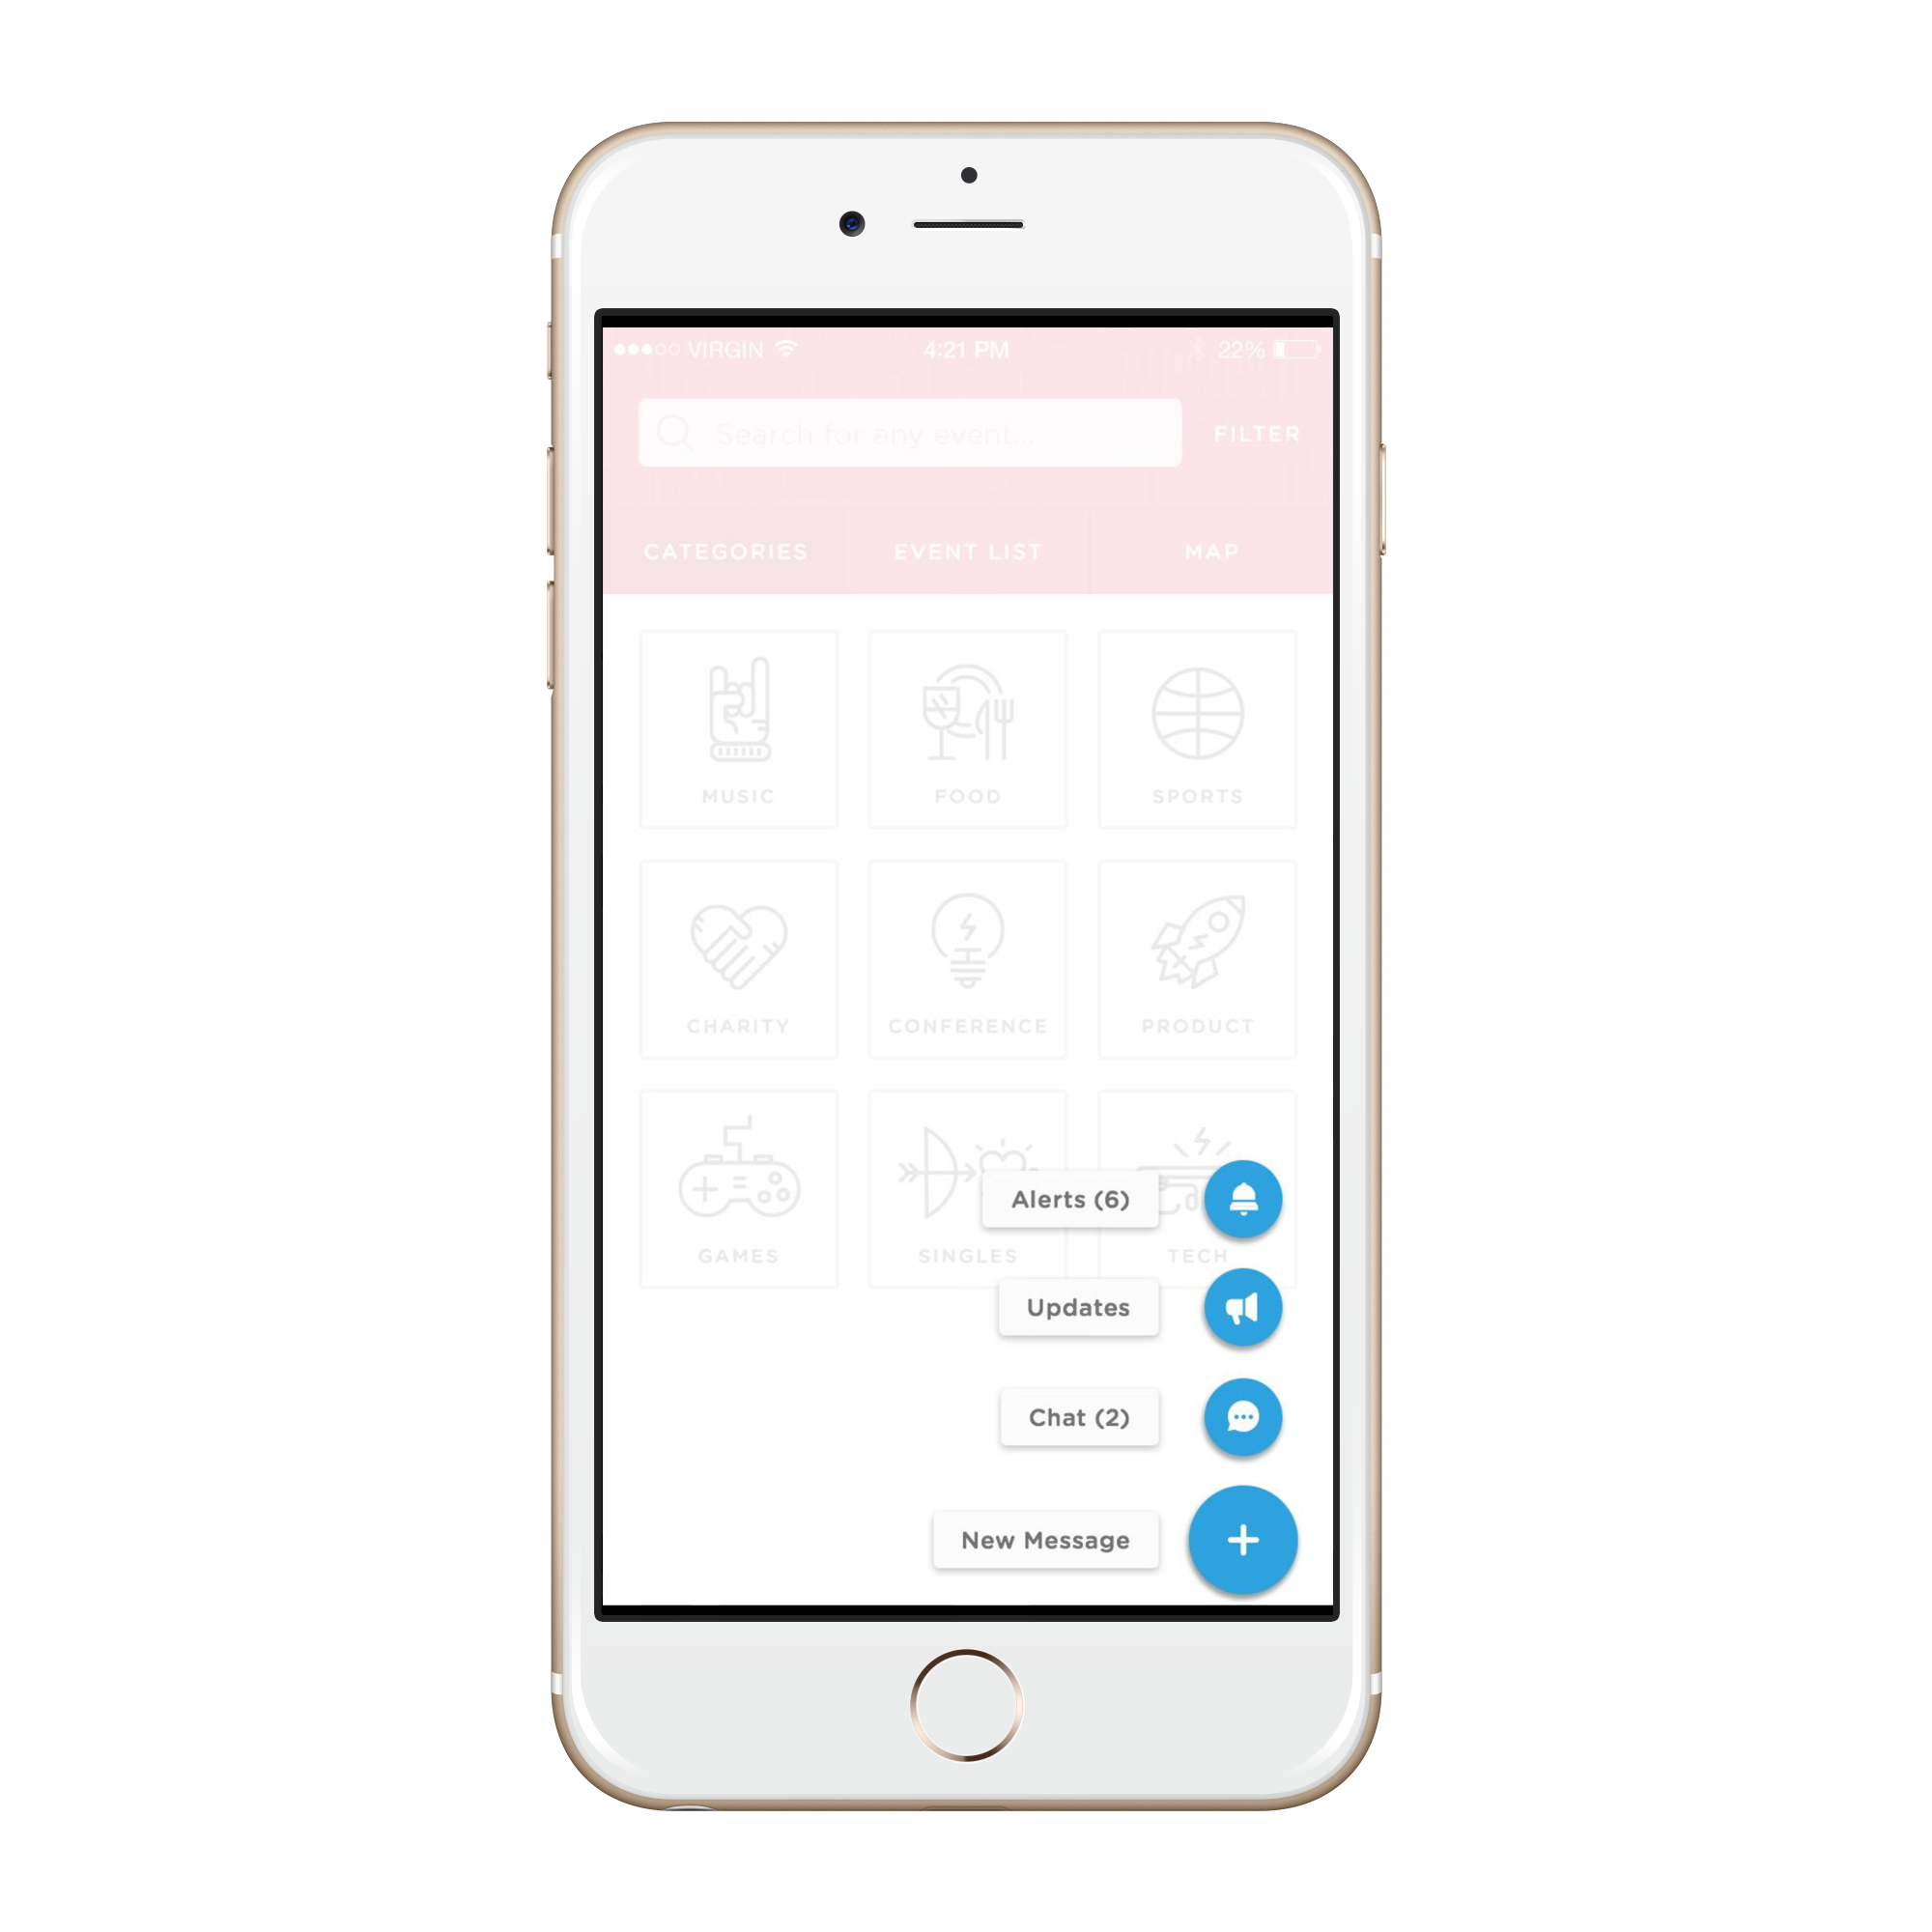 VIRGIN 4:21 PM 22%
Search for any event... FILTER
CATEGORIES EVENT LIST MAP
MUSIC FOOD SPORTS
CHARITY CONFERENCE PRODUCT
Alerts (6)
GAMES SINGLES TECH
Updates
Chat (2)
New Message